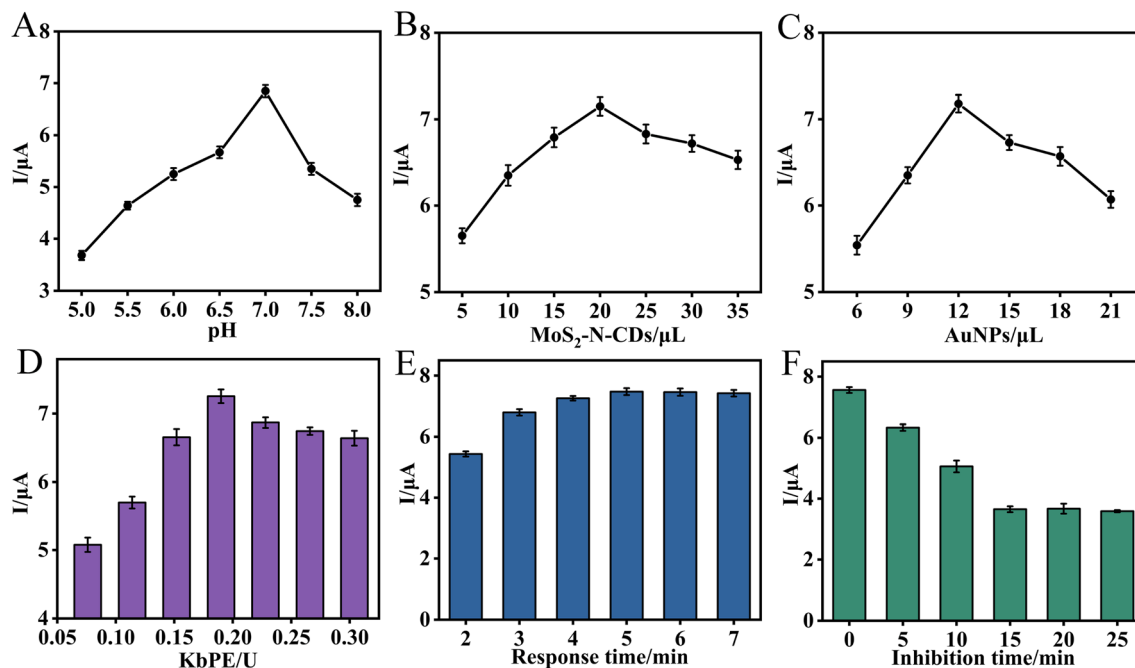 A
8
7
6
5
4
3
I/μA
5.0 5.5 6.0 6.5 7.0 7.5 8.0
pH
B
8
7
6
5
I/μA
5 10 15 20 25 30 35
MoS₂-N-CDs/μL
C
8
7
6
5
I/μA
6 9 12 15 18 21
AuNPs/μL
D
7
6
5
4
I/μA
0.05 0.10 0.15 0.20 0.25 0.30
KbPE/U
E
8
6
4
2
0
I/μA
2 3 4 5 6 7
Response time/min
F
8
6
4
2
0
I/μA
0 5 10 15 20 25
Inhibition time/min